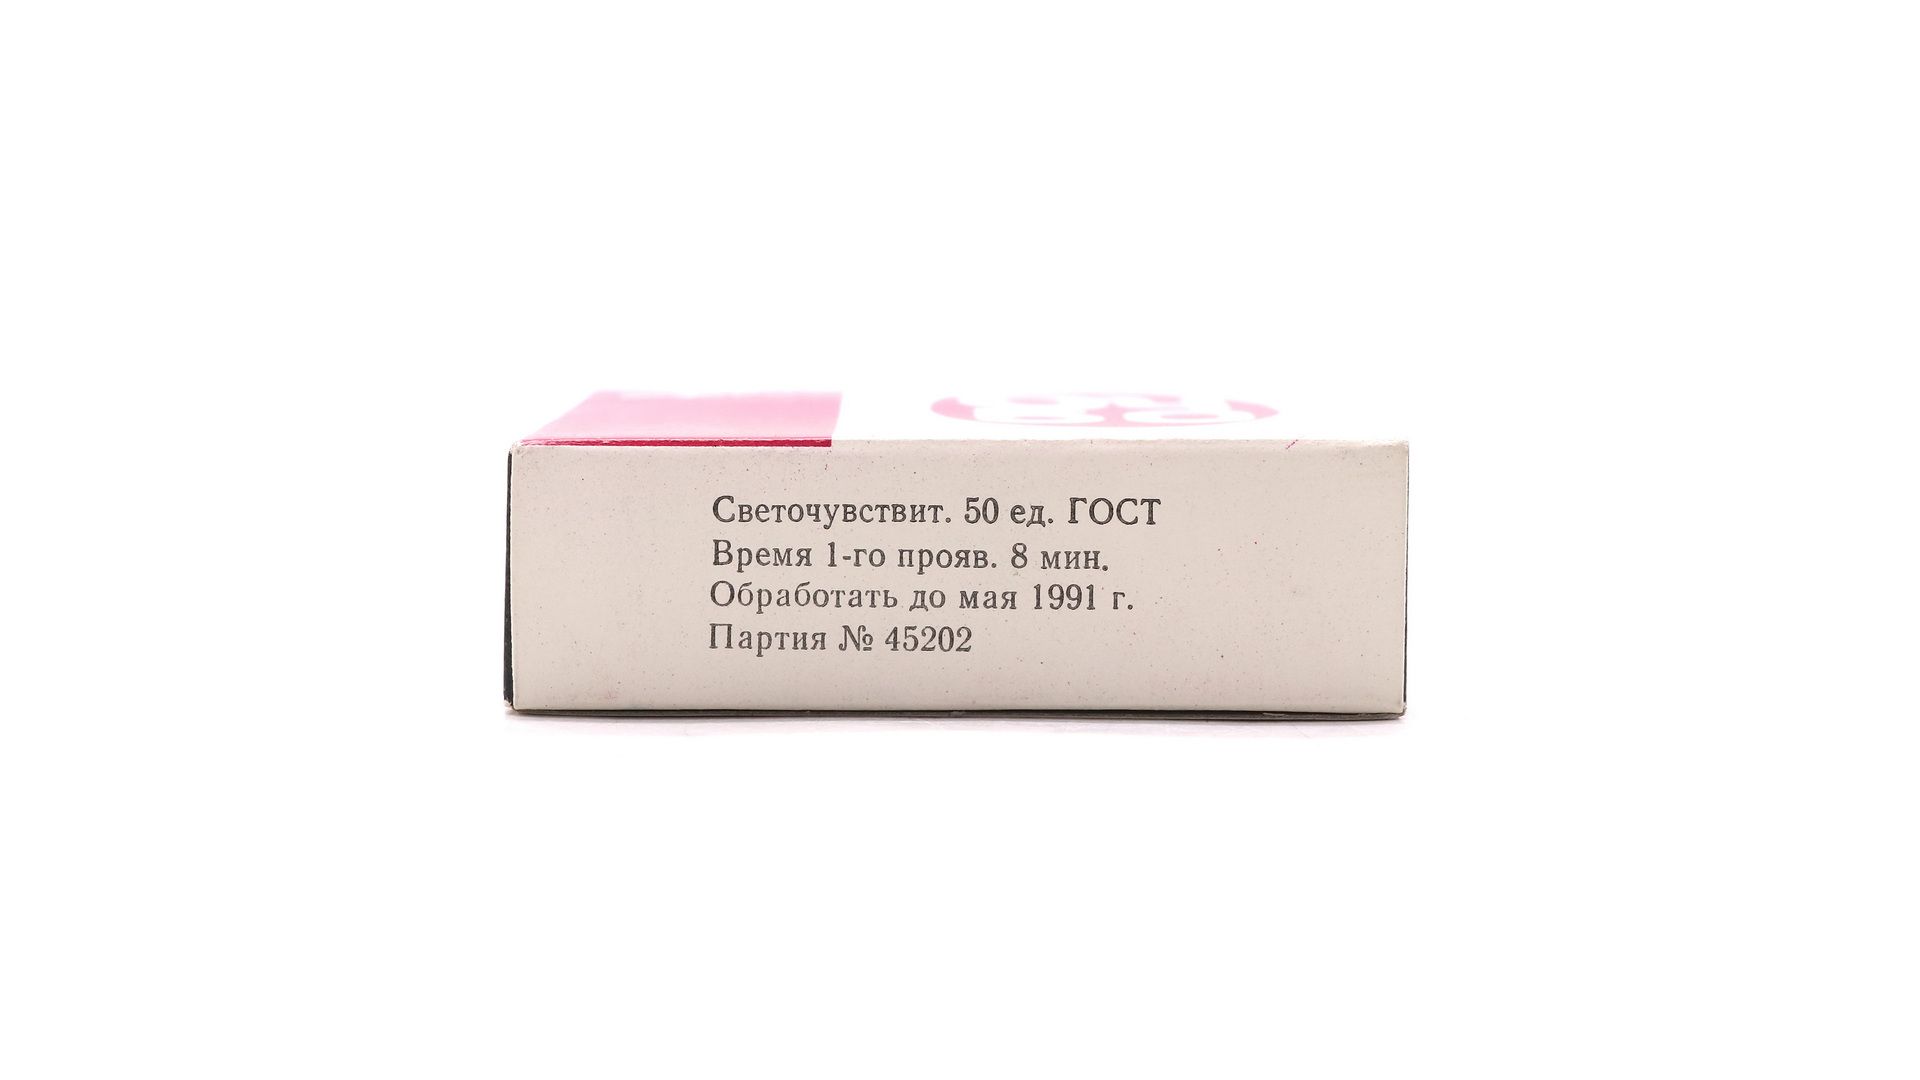 Светочувствит. 50 ед. ГОСТ
Время 1-го прояв. 8 мин.
Обработать до мая 1991 г.
Партия № 45202